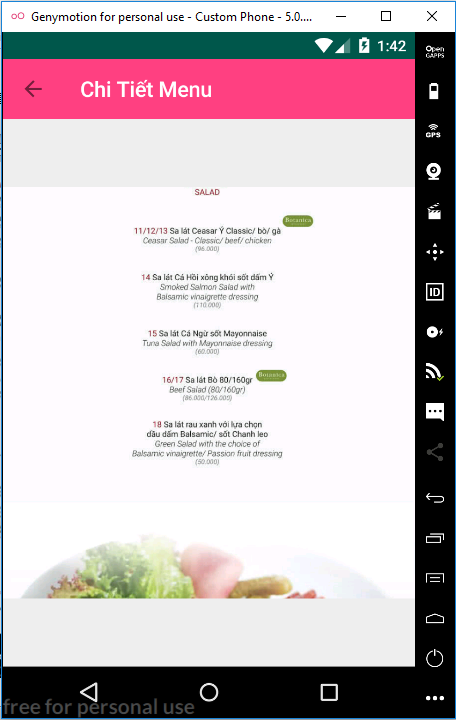 Genymotion for personal use - Custom Phone - 5.0....
1:42
Open
GAPPS
Chi Tiết Menu
GPS
SALAD
Botanica
11/12/13 Sa lát Ceasar Ý Classic/ bò/ gà
Ceasar Salad - Classic/ beef/ chicken
(96.000)
14 Sa lát Cá Hồi xông khói sốt dấm Ý
Smoked Salmon Salad with
Balsamic vinaigrette dressing
(110.000)
ID
15 Sa lát Cá Ngừ sốt Mayonnaise
Tuna Salad with Mayonnaise dressing
(60.000)
Botanica
16/17 Sa lát Bò 80/160gr
Beef Salad (80/160gr)
(86.000/126.000)
18 Sa lát rau xanh với lựa chọn
dầu dấm Balsamic/ sốt Chanh leo
Green Salad with the choice of
Balsamic vinaigrette/ Passion fruit dressing
(50.000)
free for personal use